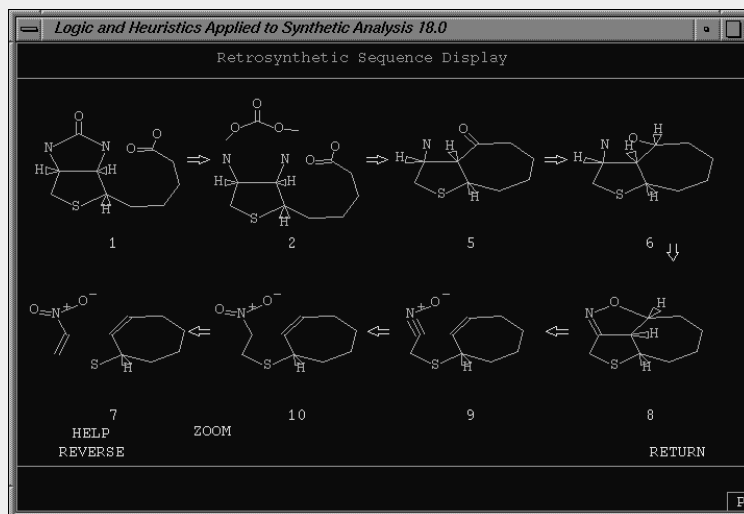 Logic and Heuristics Applied to Synthetic Analysis 18.0
Retrosynthetic Sequence Display
O
N N O O
H H
S H
1
O
O O
N N O O
H H
S H
2
O
N H
H
S H
5
N O H
H H
S H
6
O=N+ O-
S H
7
O=N+ O-
S H
10
N+ O-
S H
9
N O H
H
S H
8
HELP
ZOOM
REVERSE
RETURN
P